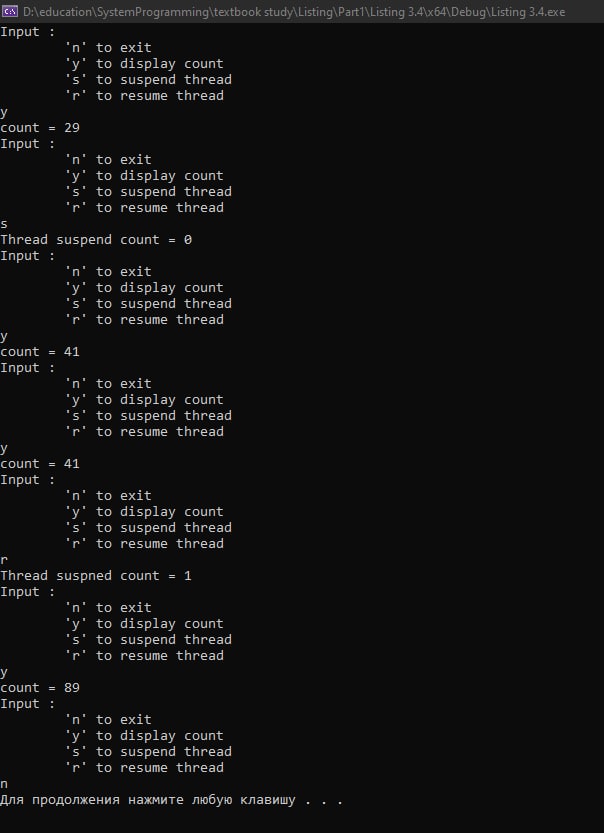 D:\education\SystemProgramming\textbook study\Listing\Part1\Listing 3.4\x64\Debug\Listing 3.4.exe
Input :
'n' to exit
'y' to display count
's' to suspend thread
'r' to resume thread
y
count = 29
Input :
'n' to exit
'y' to display count
's' to suspend thread
'r' to resume thread
s
Thread suspend count = 0
Input :
'n' to exit
'y' to display count
's' to suspend thread
'r' to resume thread
y
count = 41
Input :
'n' to exit
'y' to display count
's' to suspend thread
'r' to resume thread
y
count = 41
Input :
'n' to exit
'y' to display count
's' to suspend thread
'r' to resume thread
r
Thread suspned count = 1
Input :
'n' to exit
'y' to display count
's' to suspend thread
'r' to resume thread
y
count = 89
Input :
'n' to exit
'y' to display count
's' to suspend thread
'r' to resume thread
n
Для продолжения нажмите любую клавишу . . .